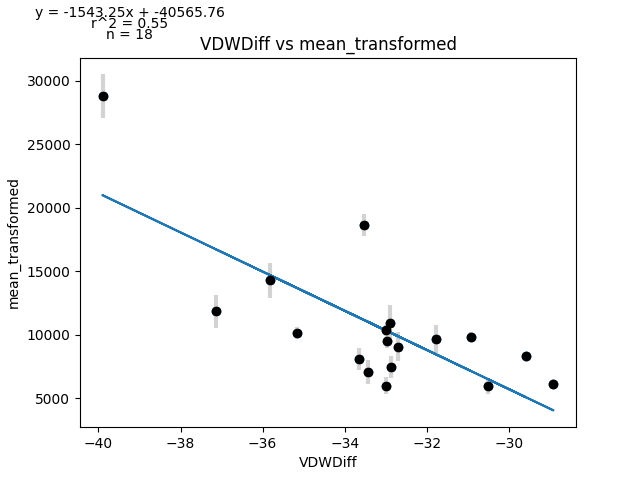 y = -1543.25x + -40565.76
r^2 = 0.55
n = 18
VDWDiff vs mean_transformed
30000
25000
20000
15000
10000
5000
mean_transformed
−40
−38
−36
−34
−32
−30
VDWDiff